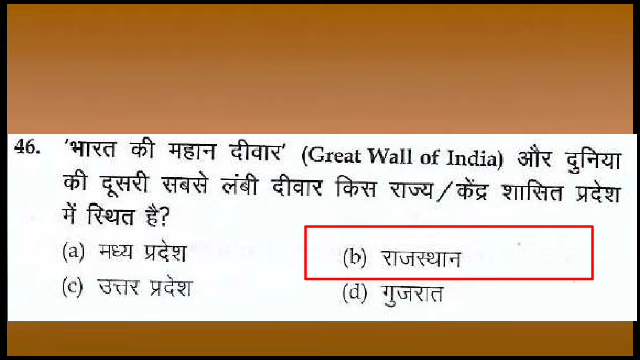 46. 'भारत की महान दीवार' (Great Wall of India) और दुनिया
की दूसरी सबसे लंबी दीवार किस राज्य/केंद्र शासित प्रदेश
में स्थित है?
(a) मध्य प्रदेश (b) राजस्थान
(c) उत्तर प्रदेश (d) गुजरात